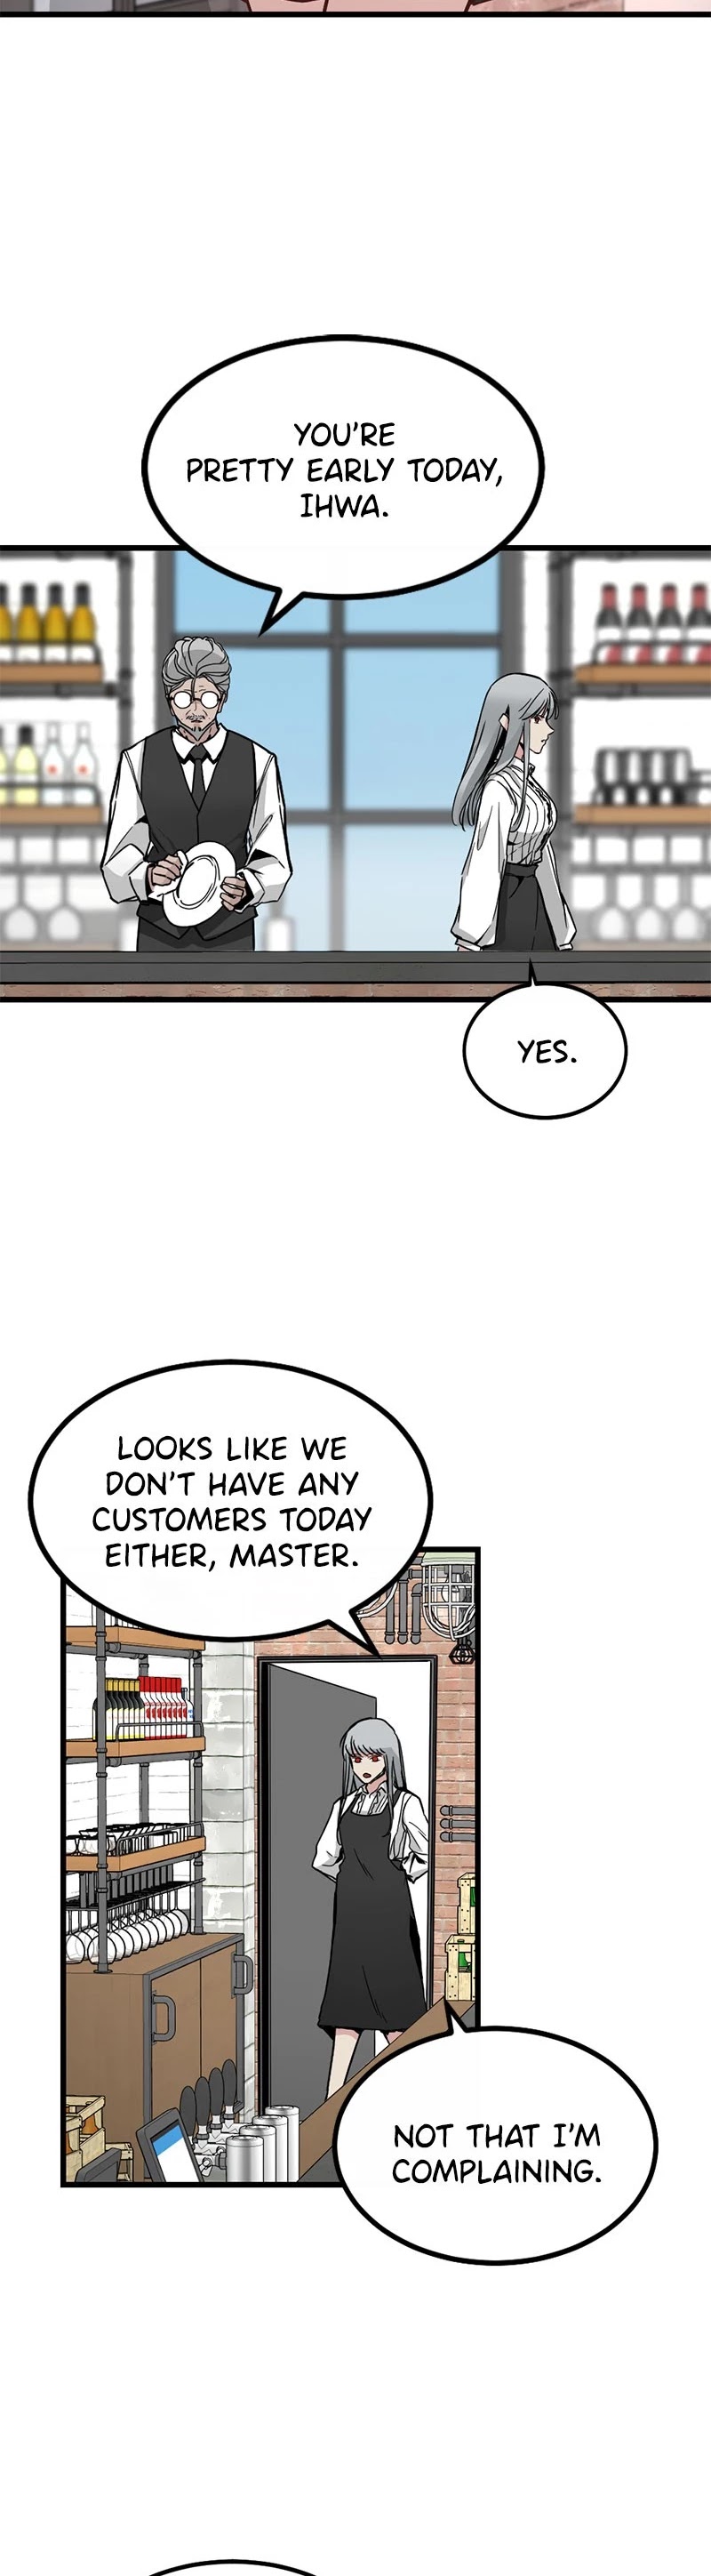 YOU'RE
PRETTY EARLY TODAY,
IHWA.
YES.
LOOKS LIKE WE
DON'T HAVE ANY
CUSTOMERS TODAY
EITHER, MASTER.
NOT THAT I'M
COMPLAINING.